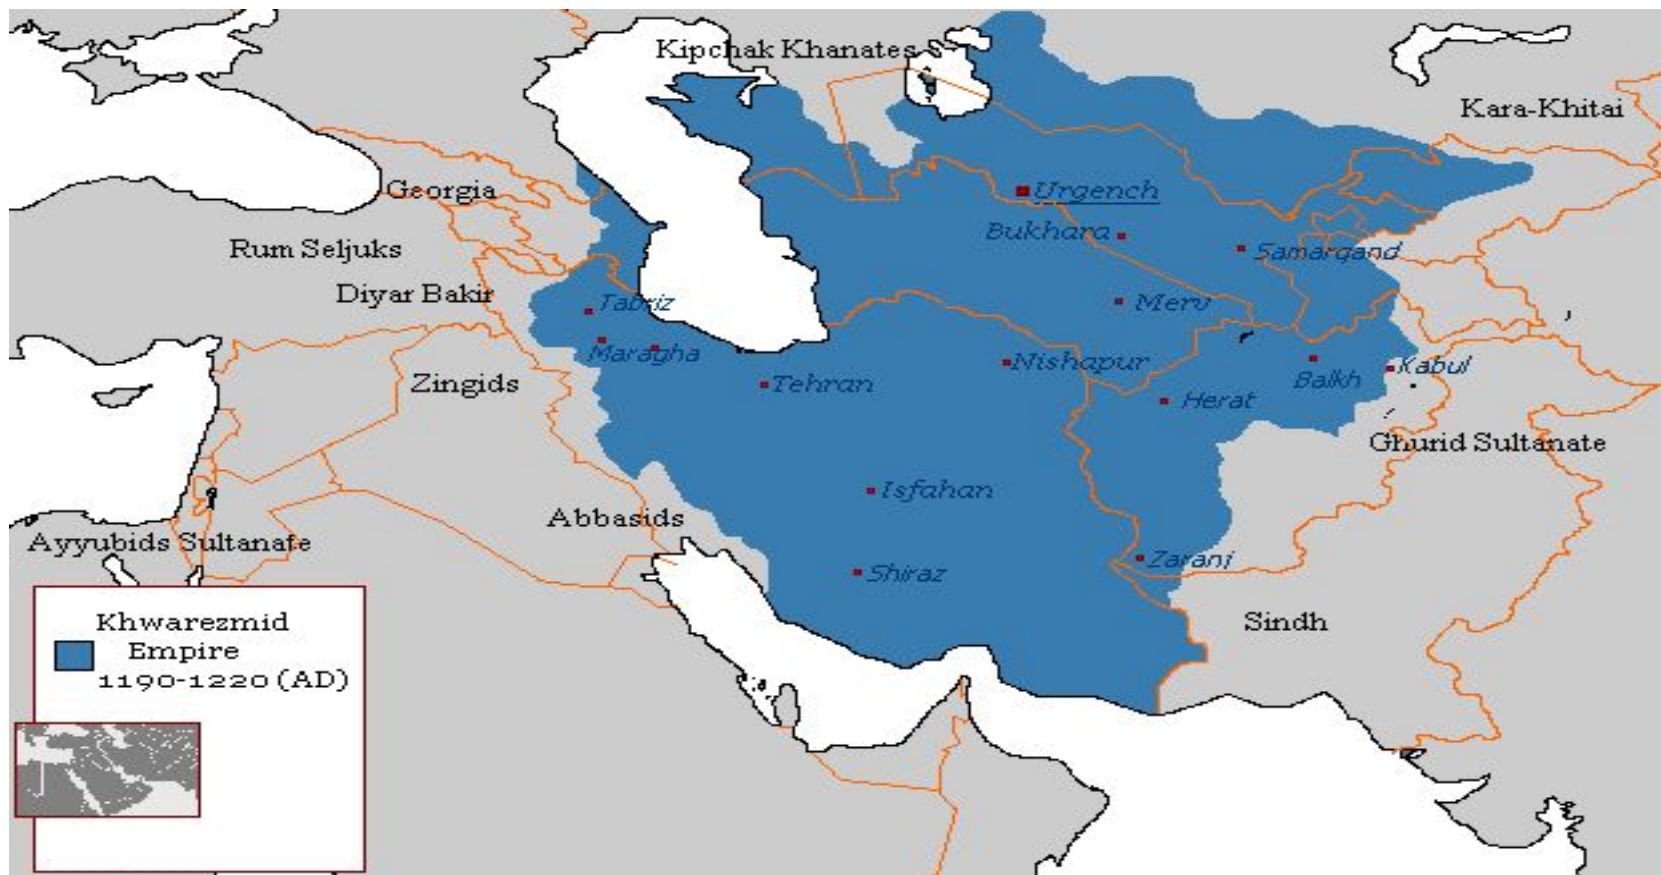 Kipchak Khanates
Kara-Khitai
Georgia
Urgench
Rum Seljuks
Bukhara
Samarqand
Diyar Bakir
Tabriz
Merv
Maragha
Nishapur
Kabul
Zingids
Tehran
Balkh
Herat
Ghurid Sultanate
Isfahan
Abbasids
Ayyubids Sultanate
Zaranj
Shiraz
Sindh
Khwarezmid
Empire
1190-1220 (AD)